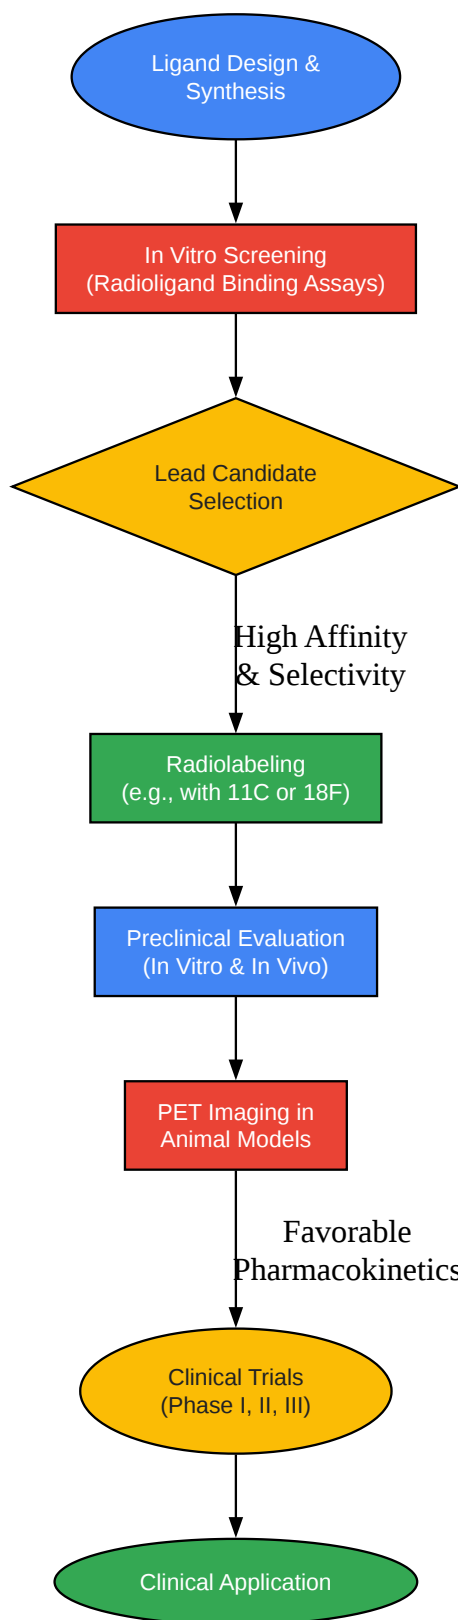 Ligand Design &
Synthesis
In Vitro Screening
(Radioligand Binding Assays)
Lead Candidate
Selection
High Affinity
& Selectivity
Radiolabeling
(e.g., with 11C or 18F)
Preclinical Evaluation
(In Vitro & In Vivo)
PET Imaging in
Animal Models
Favorable
Pharmacokinetics
Clinical Trials
(Phase I, II, III)
Clinical Application